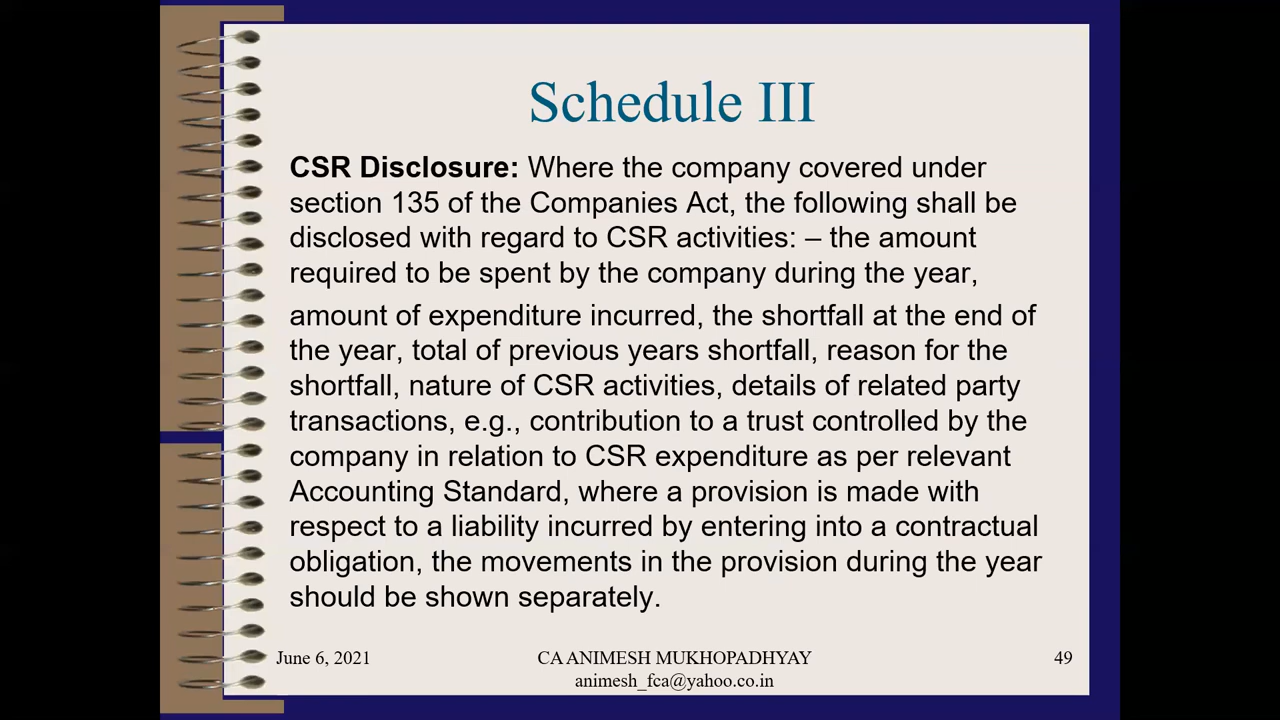 Schedule III
CSR Disclosure: Where the company covered under
section 135 of the Companies Act, the following shall be
disclosed with regard to CSR activities: – the amount
required to be spent by the company during the year,
amount of expenditure incurred, the shortfall at the end of
the year, total of previous years shortfall, reason for the
shortfall, nature of CSR activities, details of related party
transactions, e.g., contribution to a trust controlled by the
company in relation to CSR expenditure as per relevant
Accounting Standard, where a provision is made with
respect to a liability incurred by entering into a contractual
obligation, the movements in the provision during the year
should be shown separately.
June 6, 2021
CA ANIMESH MUKHOPADHYAY
animesh_fca@yahoo.co.in
49